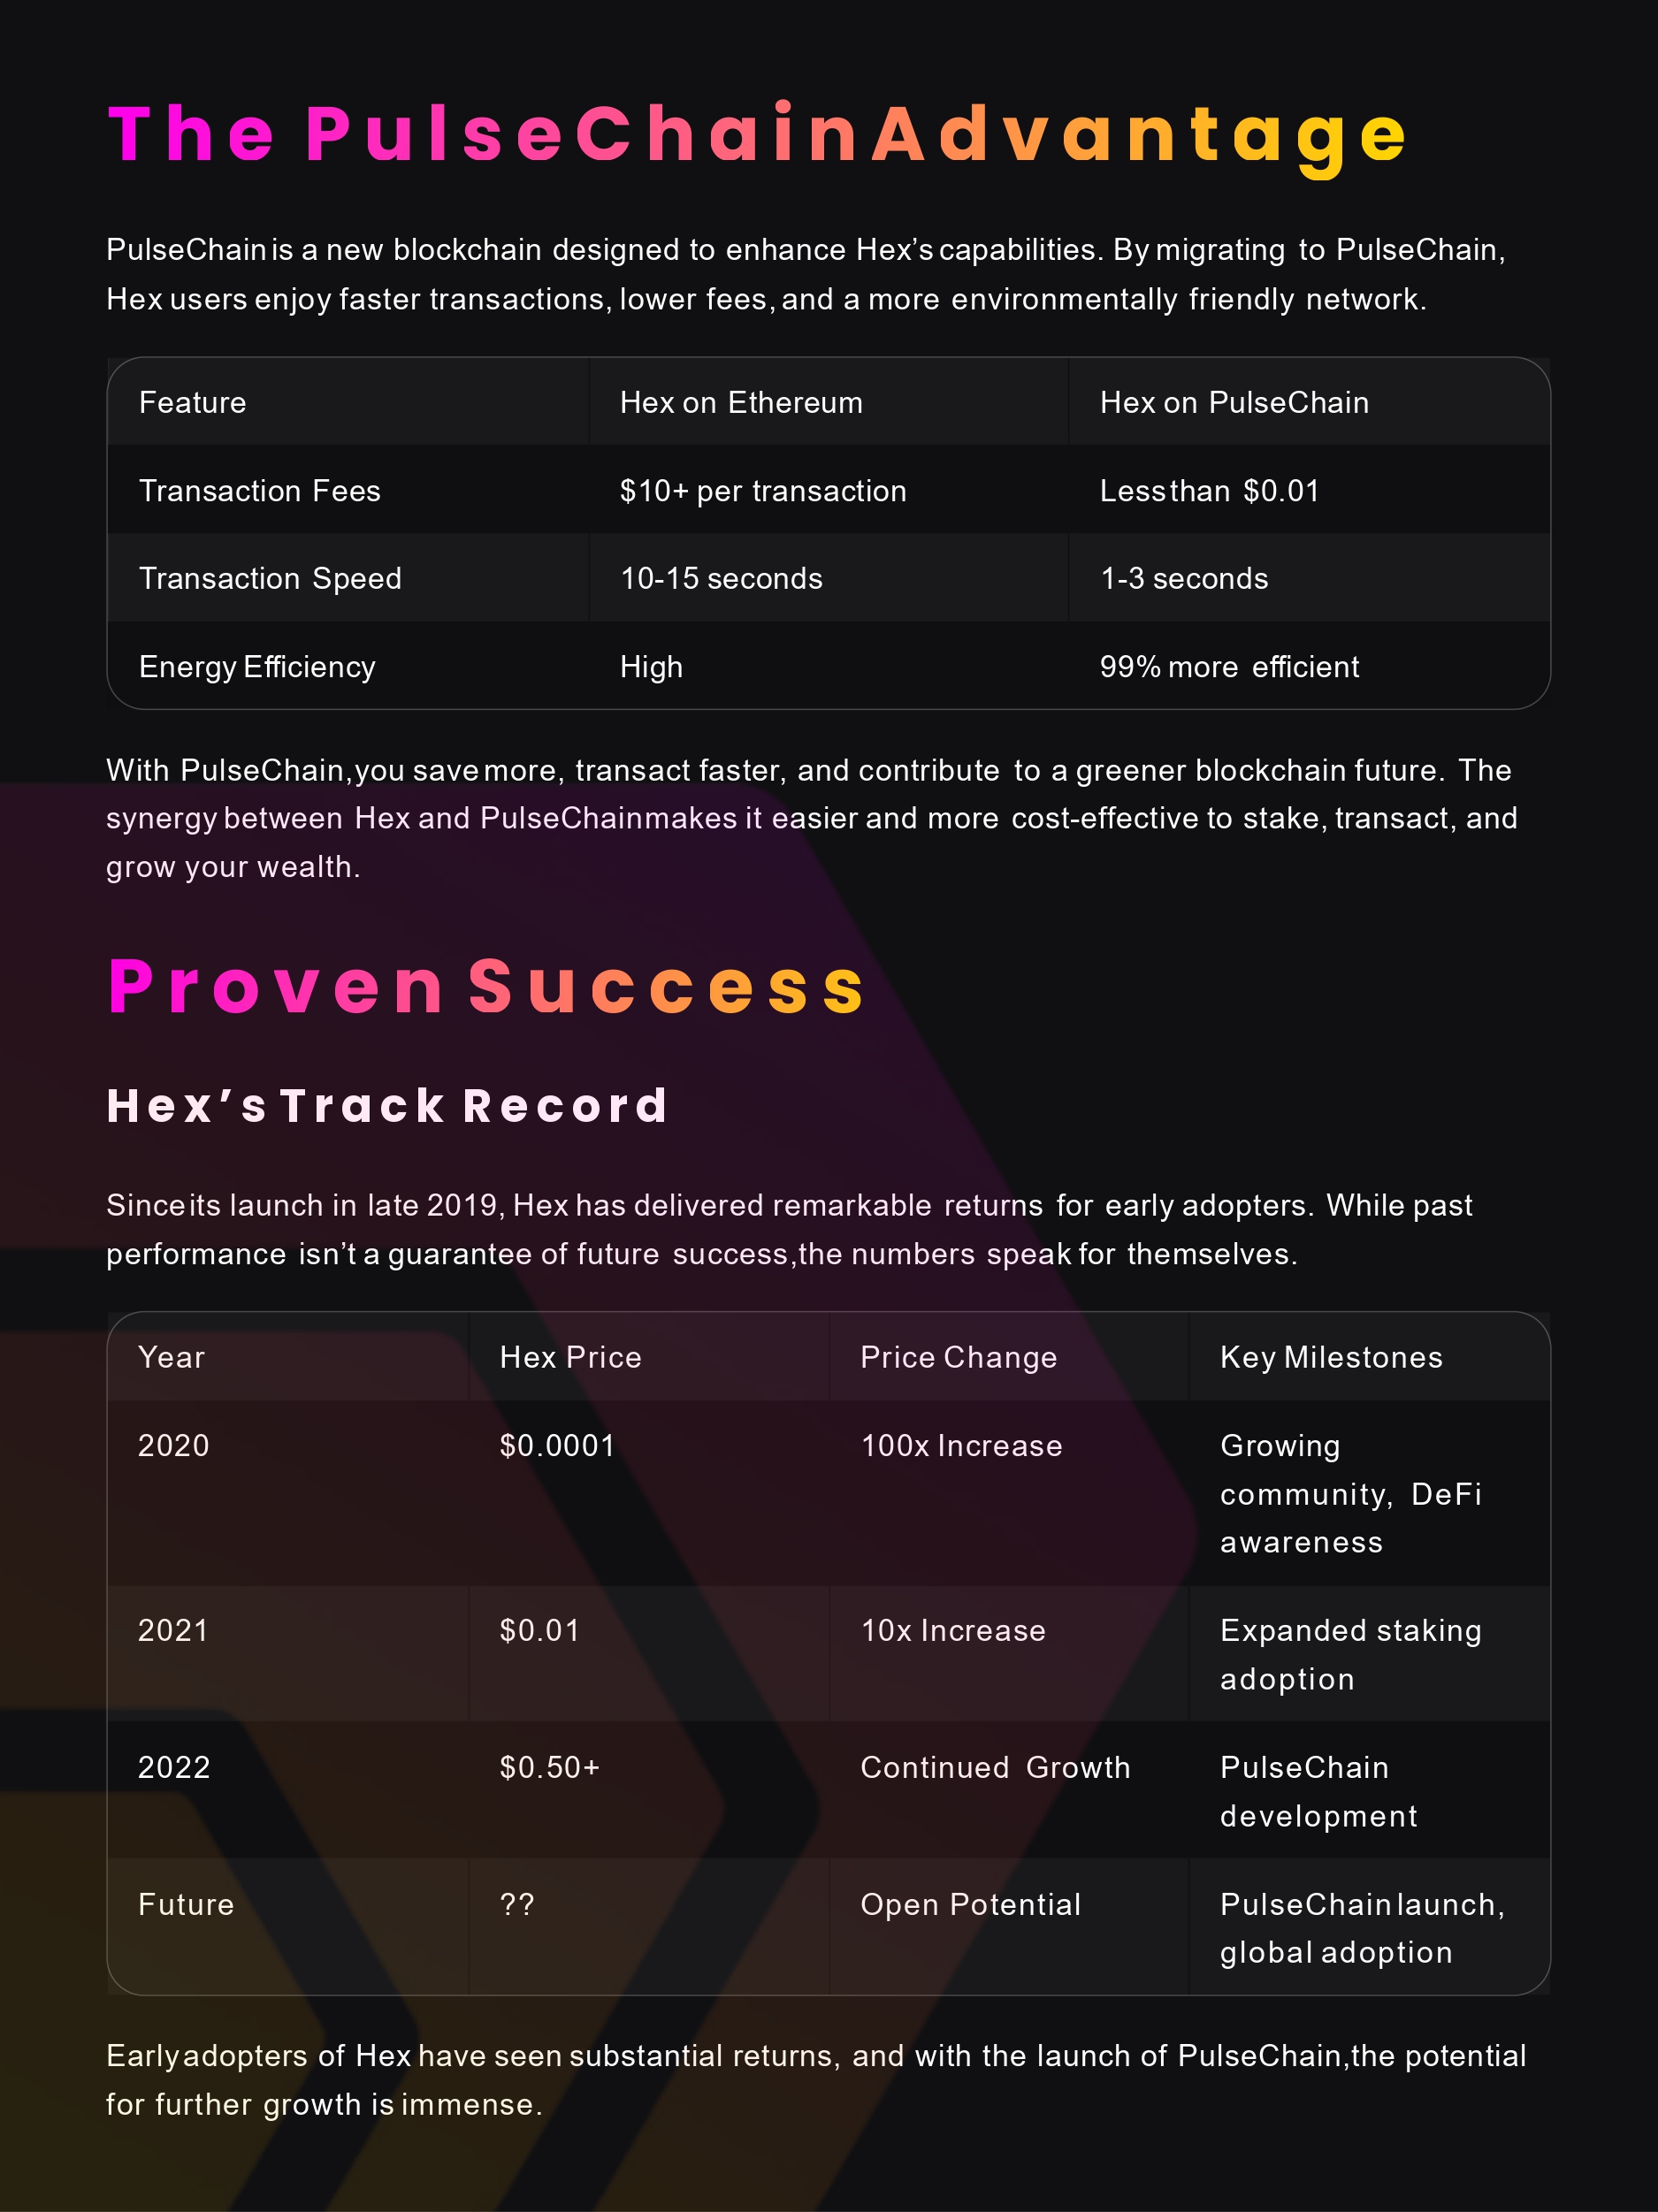 The PulseChain Advantage
PulseChain is a new blockchain designed to enhance Hex’s capabilities. By migrating to PulseChain,
Hex users enjoy faster transactions, lower fees, and a more environmentally friendly network.
Feature Hex on Ethereum Hex on PulseChain
Transaction Fees $10+ per transaction Less than $0.01
Transaction Speed 10-15 seconds 1-3 seconds
Energy Efficiency High 99% more efficient
With PulseChain, you save more, transact faster, and contribute to a greener blockchain future. The
synergy between Hex and PulseChain makes it easier and more cost-effective to stake, transact, and
grow your wealth.
Proven Success
Hex’s Track Record
Since its launch in late 2019, Hex has delivered remarkable returns for early adopters. While past
performance isn’t a guarantee of future success, the numbers speak for themselves.
Year Hex Price Price Change Key Milestones
2020 $0.0001 100x Increase Growing
community, DeFi
awareness
2021 $0.01 10x Increase Expanded staking
adoption
2022 $0.50+ Continued Growth PulseChain
development
Future ?? Open Potential PulseChain launch,
global adoption
Early adopters of Hex have seen substantial returns, and with the launch of PulseChain, the potential
for further growth is immense.